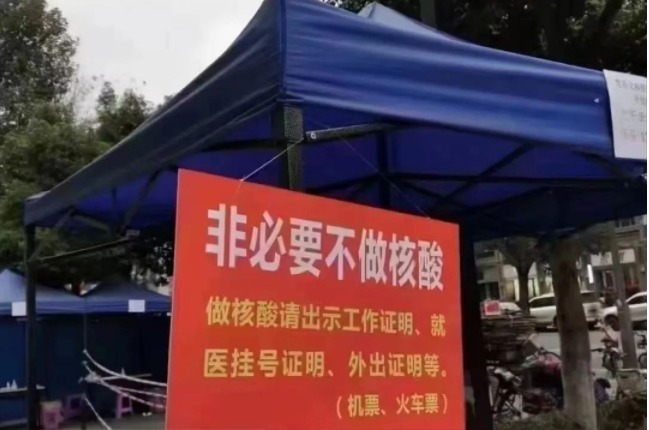 非必要不做核酸
做核酸请出示工作证明、就
医挂号证明、外出证明等。
（机票、火车票）